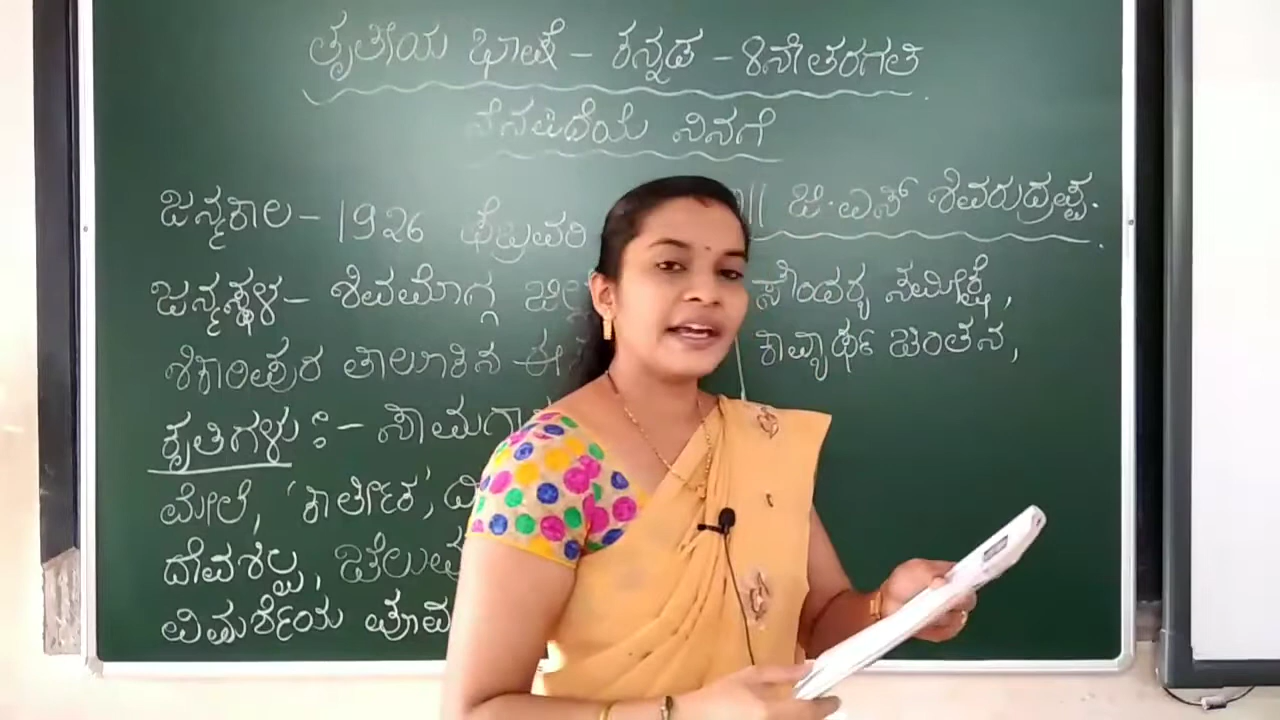 ತೃತೀಯ ಭಾಷೆ – ಕನ್ನಡ – 8ನೇ ತರಗತಿ
ನೆನಪಿದೆಯೆ ನಿನಗೆ
|| ಜಿ.ಎಸ್ ಶಿವರುದ್ರಪ್ಪ.
ಜನ್ಮಕಾಲ – 1926 ಫೆಬ್ರುವರಿ
ಜನ್ಮಸ್ಥಳ – ಶಿವಮೊಗ್ಗ
ಶಿಕಾರಿಪುರ ತಾಲೂಕಿನ ಈ
ಕೃತಿಗಳು :-
ಮೇಲೆ, 'ಕಾರ್ತೀಕ',
ದೇವಶಿಲ್ಪ, ಚೆಲುವ
ವಿಮರ್ಶೆಯ ಪೂರ್ವ
ಸೌಂದರ್ಯ ಸಮೀಕ್ಷೆ,
ಕಾವ್ಯಾರ್ಥ ಚಿಂತನ,